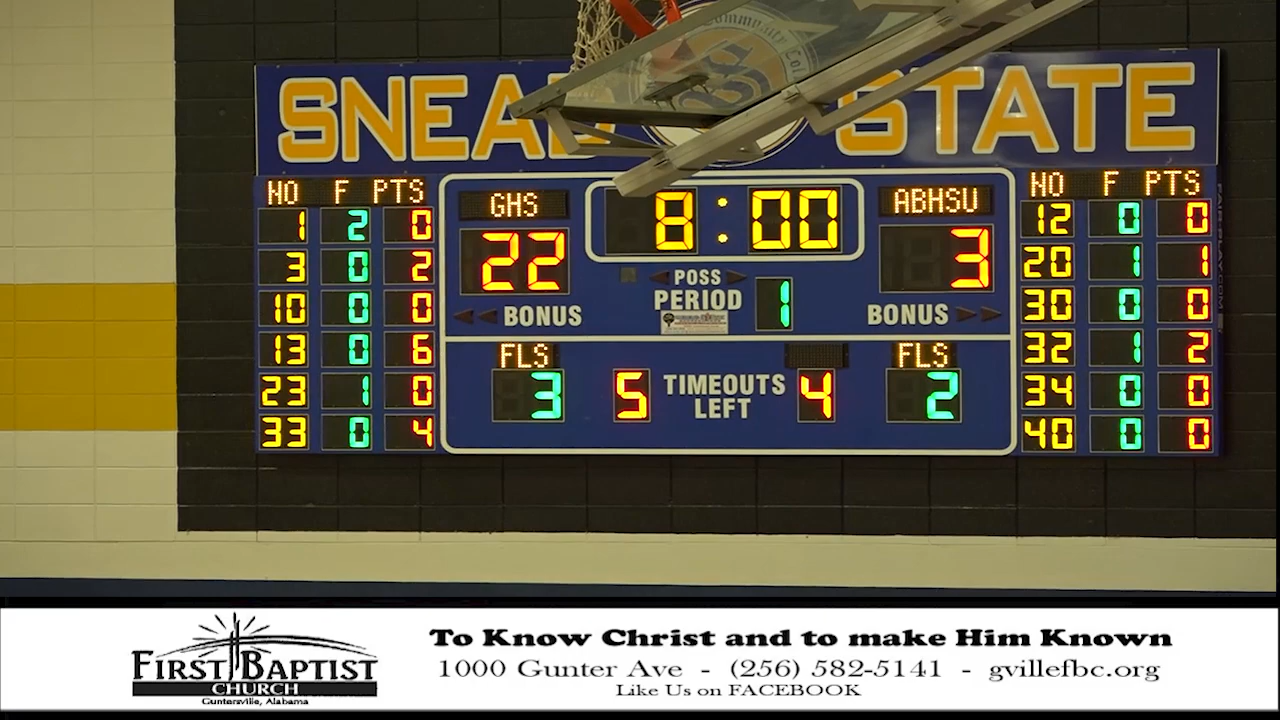 SNEAD STATE
NO F PTS
1 2 0
3 0 2
10 0 0
13 0 6
23 1 0
33 0 4
GHS
22
8:00
ABHSU
3
POSS
PERIOD 1
BONUS
BONUS
FLS
3
5 TIMEOUTS LEFT 4
FLS
2
NO F PTS
12 0 0
20 1 1
30 0 0
32 1 2
34 0 0
40 0 0
FAIR-PLAY.COM
FIRST BAPTIST
CHURCH
Guntersville, Alabama
To Know Christ and to make Him Known
1000 Gunter Ave - (256) 582-5141 - gvillefbc.org
Like Us on FACEBOOK